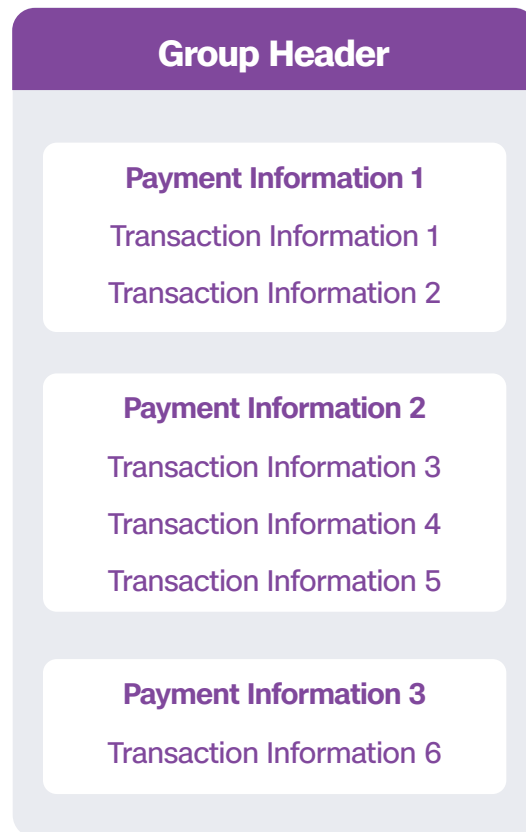 Group Header
Payment Information 1
Transaction Information 1
Transaction Information 2
Payment Information 2
Transaction Information 3
Transaction Information 4
Transaction Information 5
Payment Information 3
Transaction Information 6